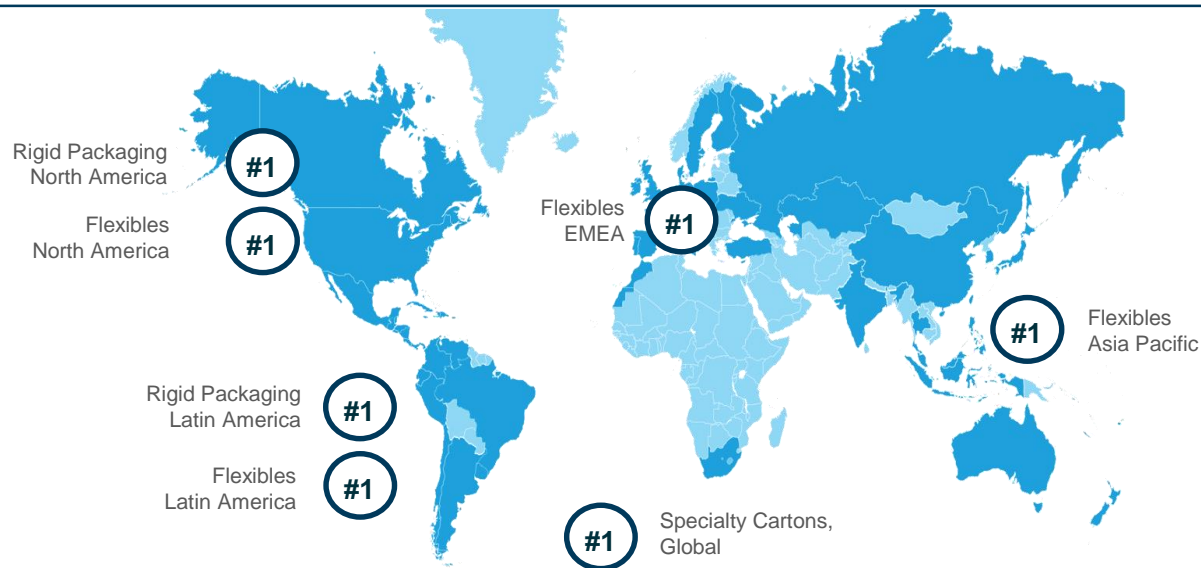 Rigid Packaging
North America
#1
Flexibles
North America
#1
Flexibles
EMEA
#1
Flexibles
Asia Pacific
#1
Rigid Packaging
Latin America
#1
Flexibles
Latin America
#1
#1
Specialty Cartons,
Global